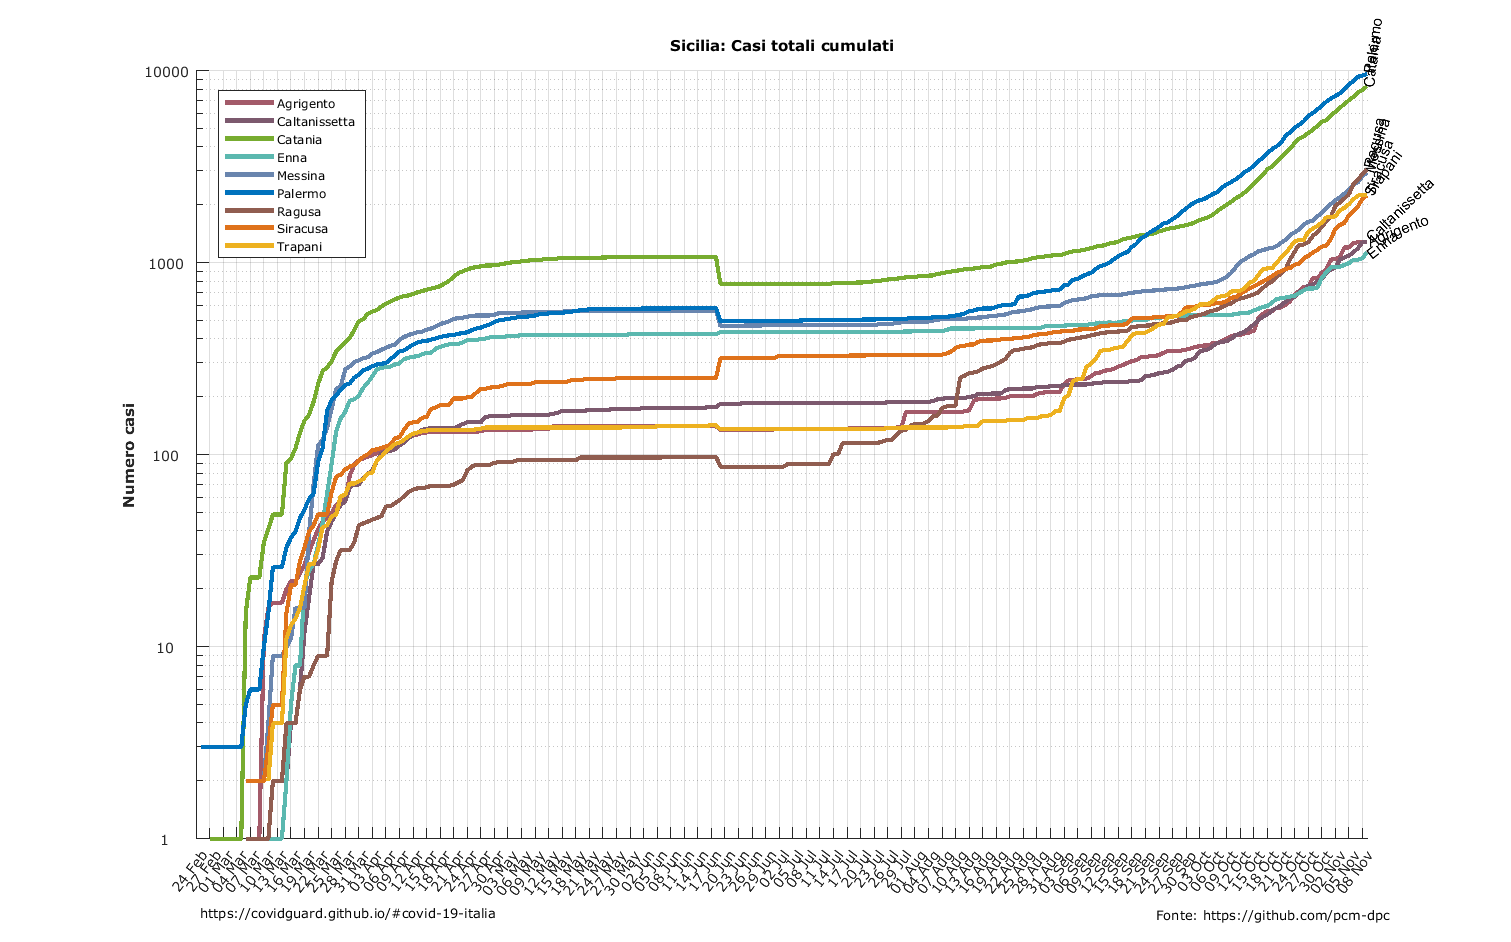 Sicilia: Casi totali cumulati
Numero casi
10000
1000
100
10
1
Agrigento
Caltanissetta
Catania
Enna
Messina
Palermo
Ragusa
Siracusa
Trapani
Palermo
Catania
Ragusa
Messina
Siracusa
Trapani
Caltanissetta
Agrigento
Enna
24 Feb
27 Feb
01 Mar
04 Mar
07 Mar
10 Mar
13 Mar
16 Mar
19 Mar
22 Mar
25 Mar
28 Mar
31 Mar
03 Apr
06 Apr
09 Apr
12 Apr
15 Apr
18 Apr
21 Apr
24 Apr
27 Apr
30 Apr
03 May
06 May
09 May
12 May
15 May
18 May
21 May
24 May
27 May
30 May
02 Jun
05 Jun
08 Jun
11 Jun
14 Jun
17 Jun
20 Jun
23 Jun
26 Jun
29 Jun
02 Jul
05 Jul
08 Jul
11 Jul
14 Jul
17 Jul
20 Jul
23 Jul
26 Jul
29 Jul
01 Aug
04 Aug
07 Aug
10 Aug
13 Aug
16 Aug
19 Aug
22 Aug
25 Aug
28 Aug
31 Aug
03 Sep
06 Sep
09 Sep
12 Sep
15 Sep
18 Sep
21 Sep
24 Sep
27 Sep
30 Sep
03 Oct
06 Oct
09 Oct
12 Oct
15 Oct
18 Oct
21 Oct
24 Oct
27 Oct
30 Oct
02 Nov
05 Nov
08 Nov
https://covidguard.github.io/#covid-19-italia
Fonte: https://github.com/pcm-dpc